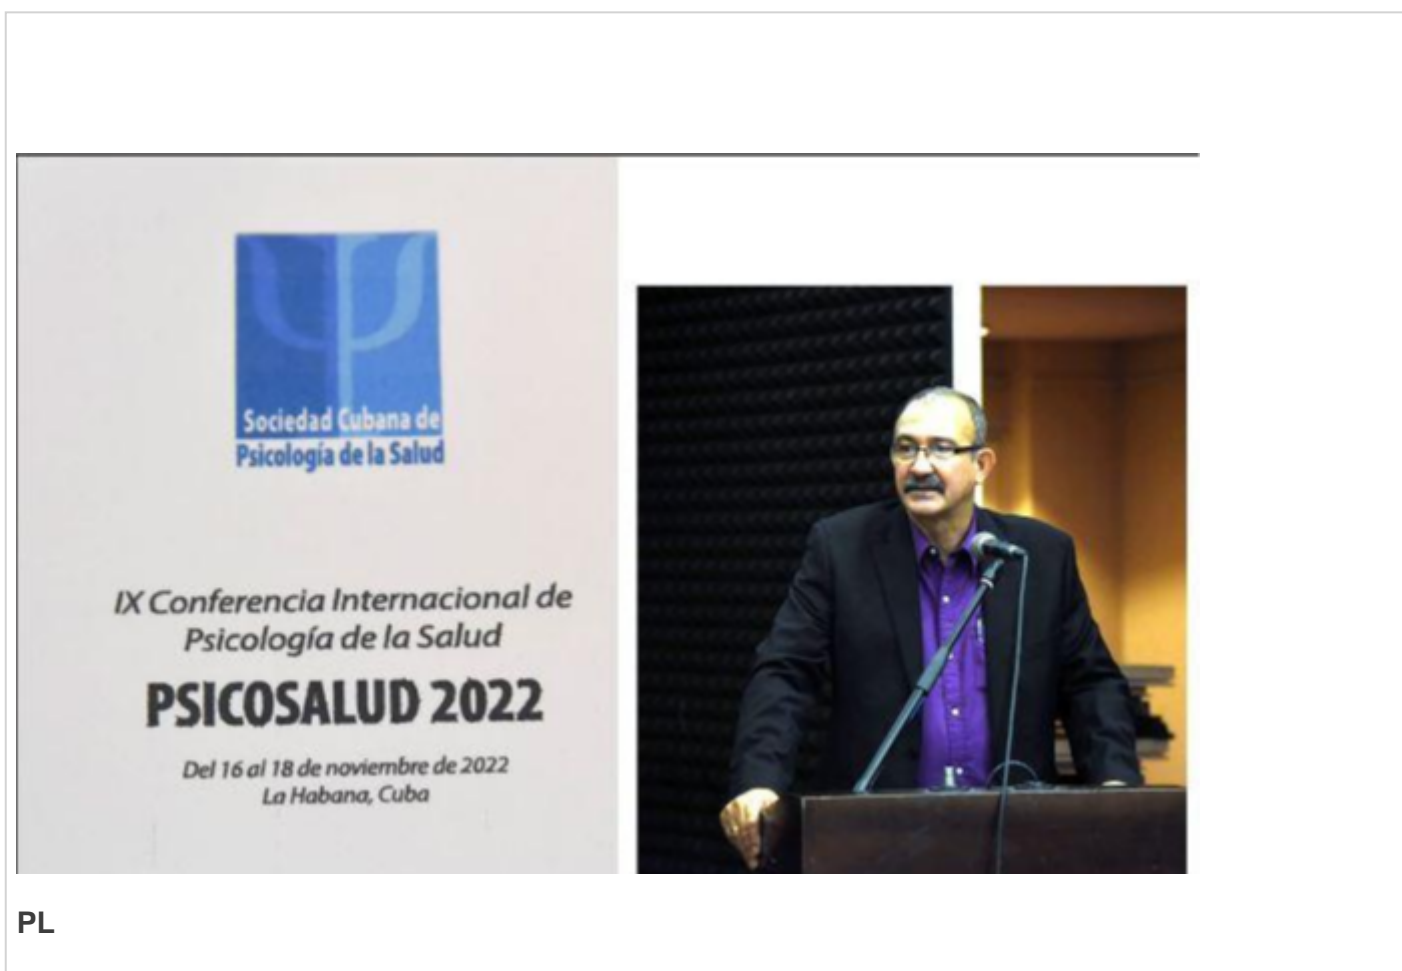 Sociedad Cubana de
Psicología de la Salud
IX Conferencia Internacional de
Psicología de la Salud
PSICOSALUD 2022
Del 16 al 18 de noviembre de 2022
La Habana, Cuba
PL